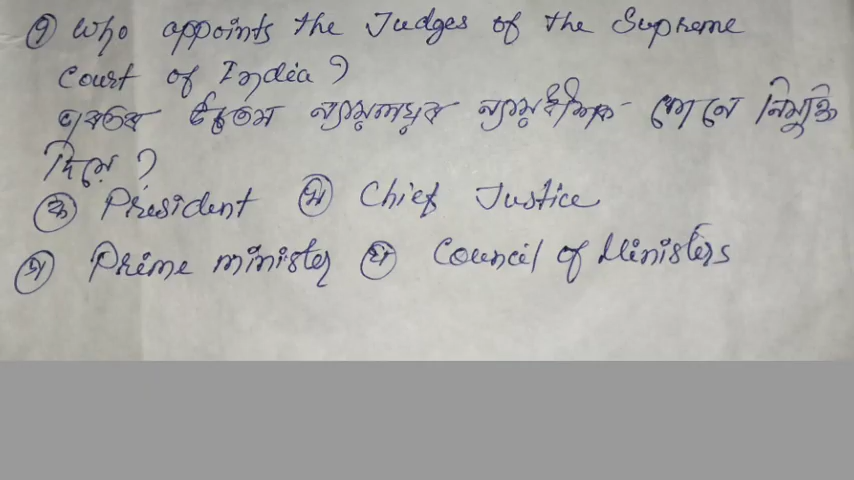 ৭ Who appoints the Judges of the Supreme
Court of India ?
ভাৰতৰ উচ্চতম ন্যায়ালয়ৰ ন্যায়াধীশক কোনে নিযুক্তি
দিয়ে ?
ক President খ Chief Justice
গ Prime minister ঘ Council of Ministers